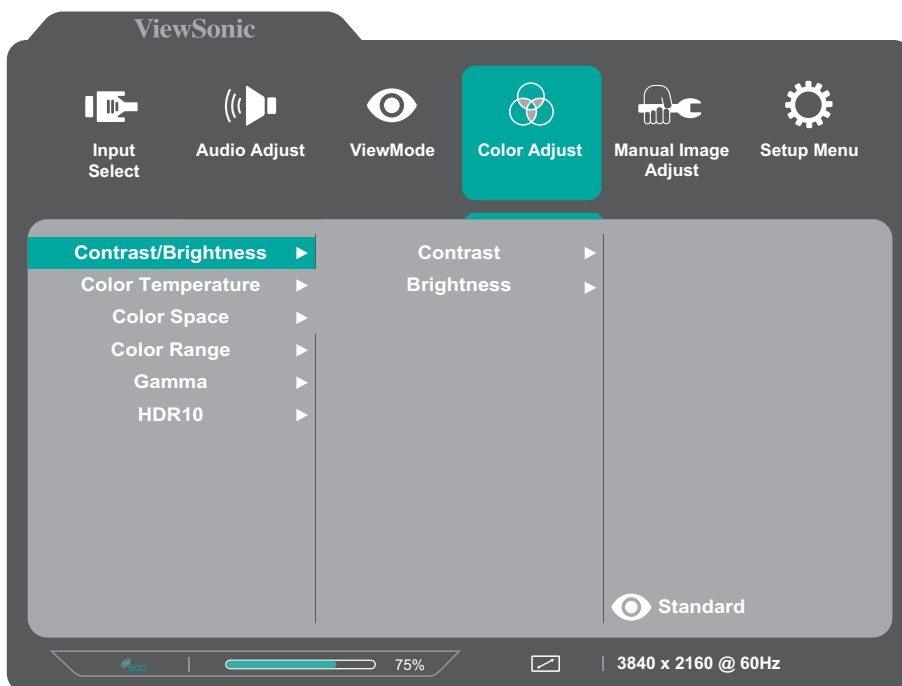 ViewSonic
Input
Select
Audio Adjust
ViewMode
Color Adjust
Manual Image
Adjust
Setup Menu
Contrast/Brightness
Color Temperature
Color Space
Color Range
Gamma
HDR10
Contrast
Brightness
Standard
eco
75%
3840 x 2160 @ 60Hz